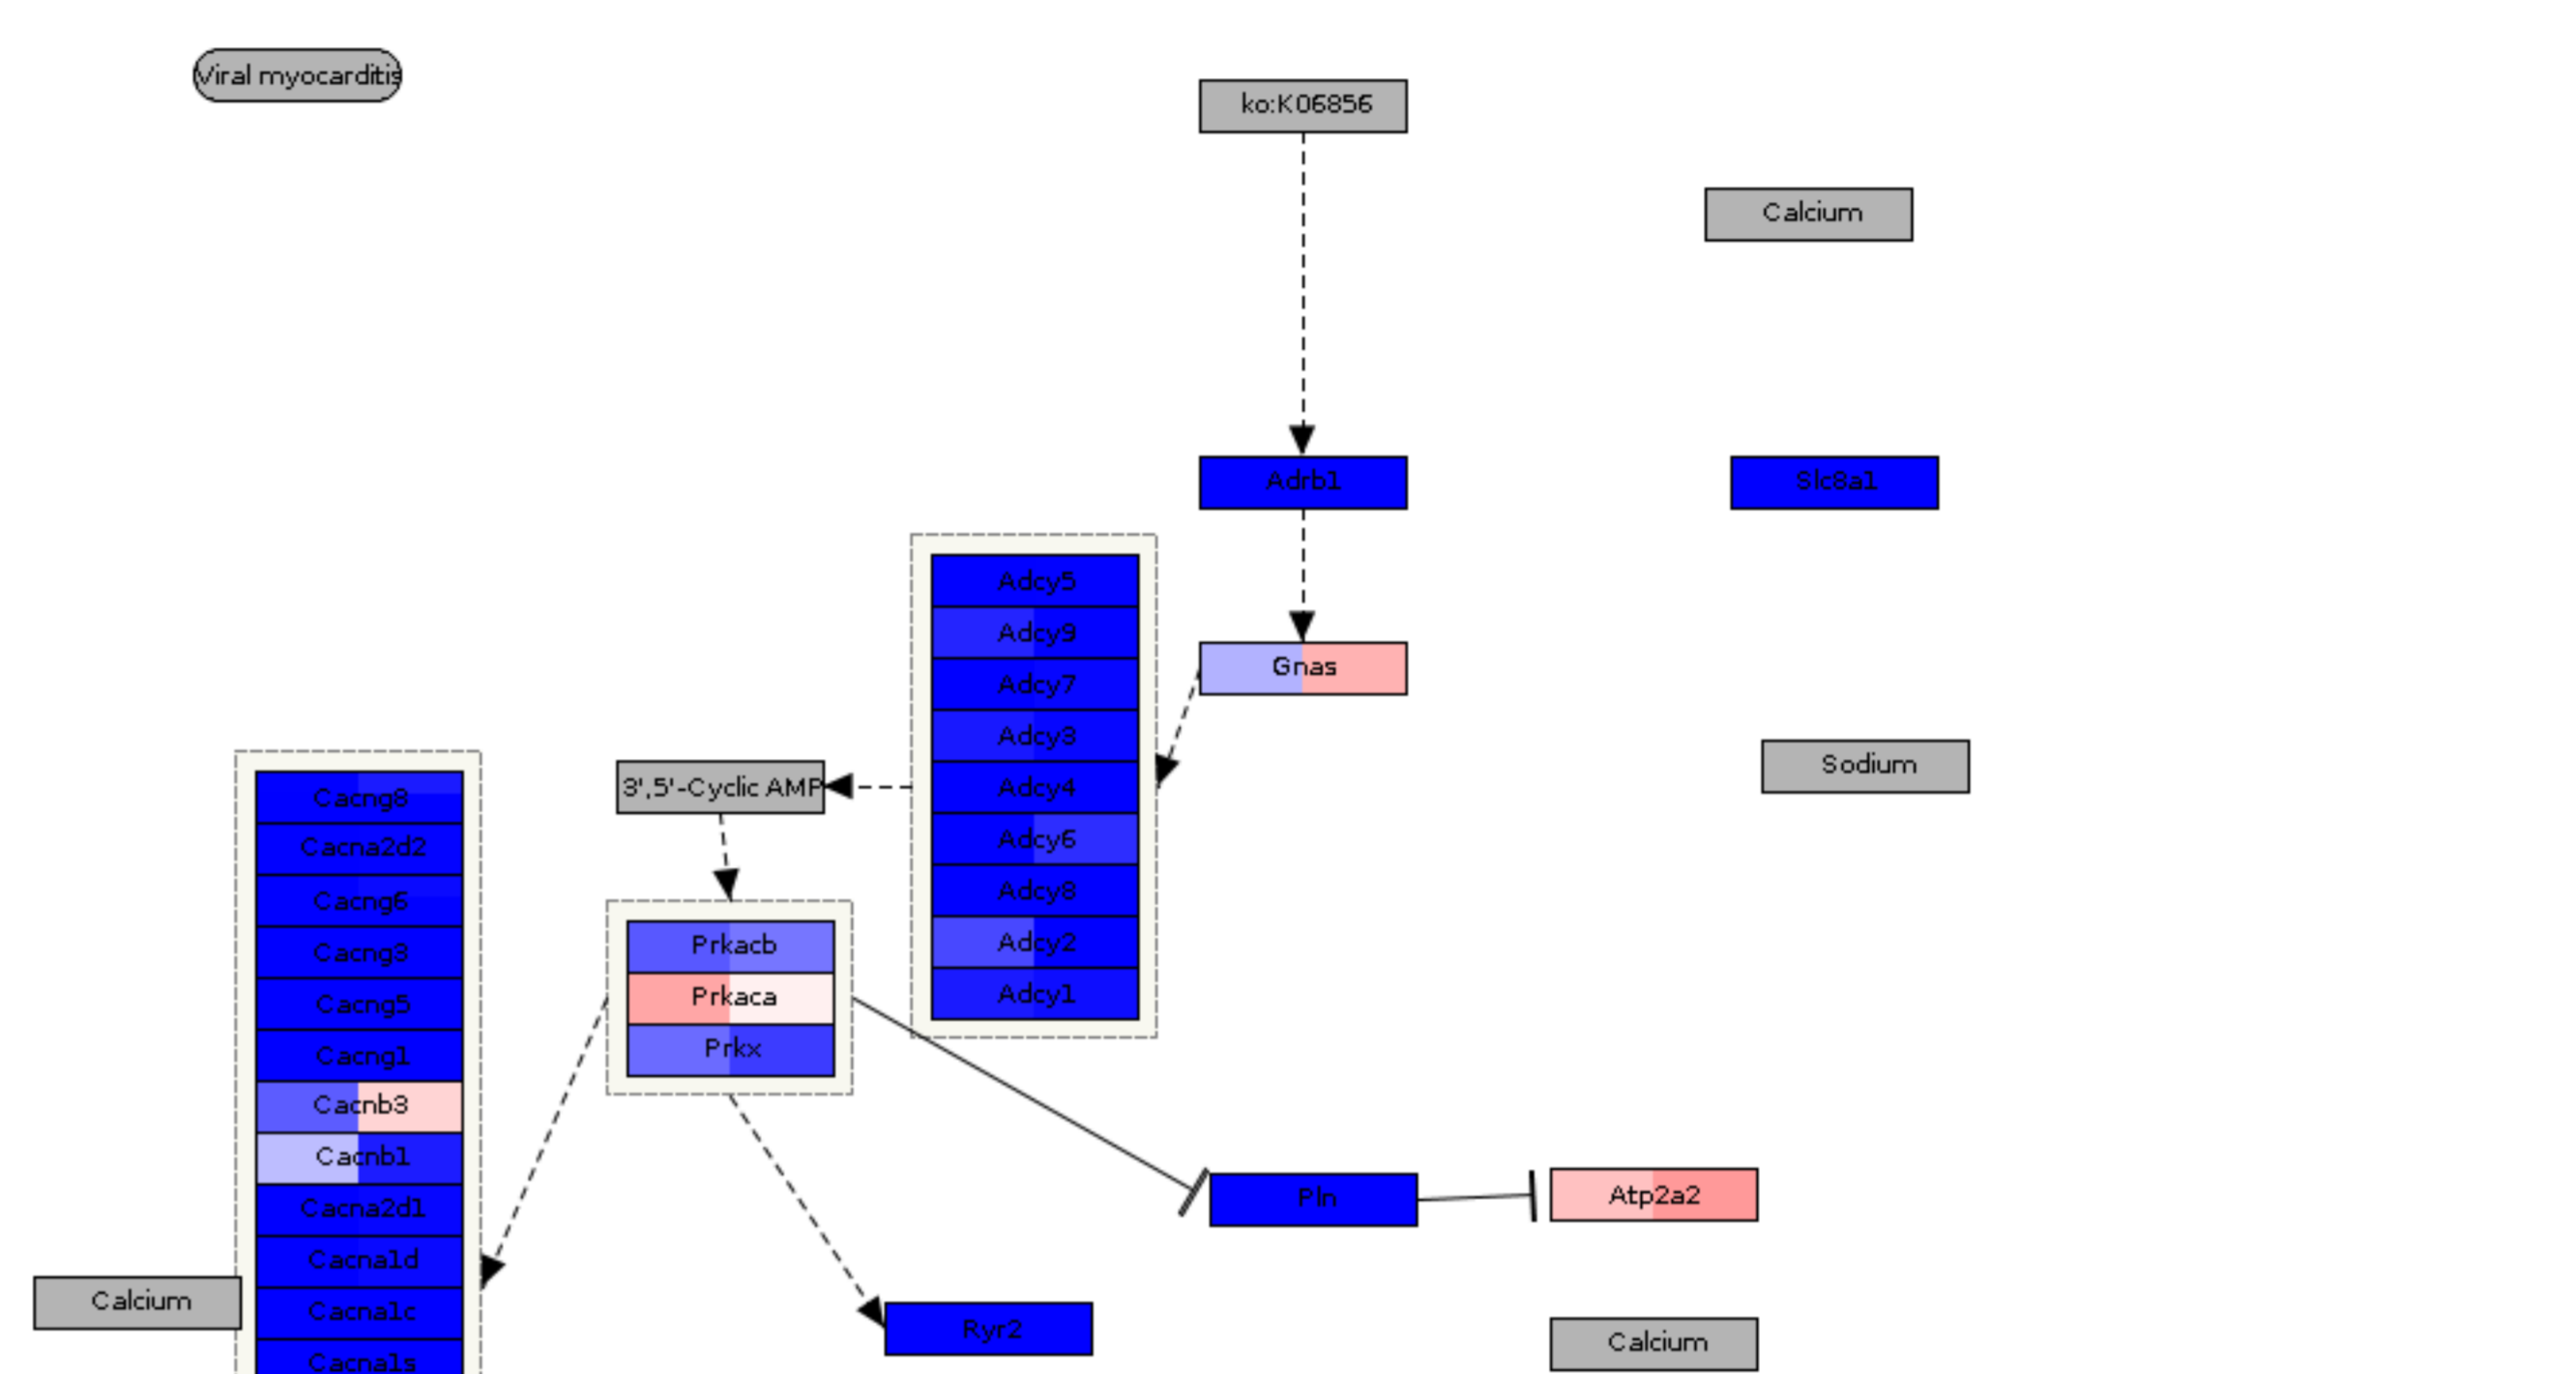 Viral myocarditis
ko:K06856
Calcium
Adrb1
Slc8a1
Adcy5
Adcy9
Adcy7
Adcy3
Adcy4
Adcy6
Adcy8
Adcy2
Adcy1
Gnas
Sodium
3',5'-Cyclic AMP
Cacng8
Cacna2d2
Cacng6
Cacng3
Cacng5
Cacng1
Cacnb3
Cacnb1
Cacna2d1
Cacna1d
Cacna1c
Cacna1s
Prkacb
Prkaca
Prkx
Pln
Atp2a2
Calcium
Ryr2
Calcium